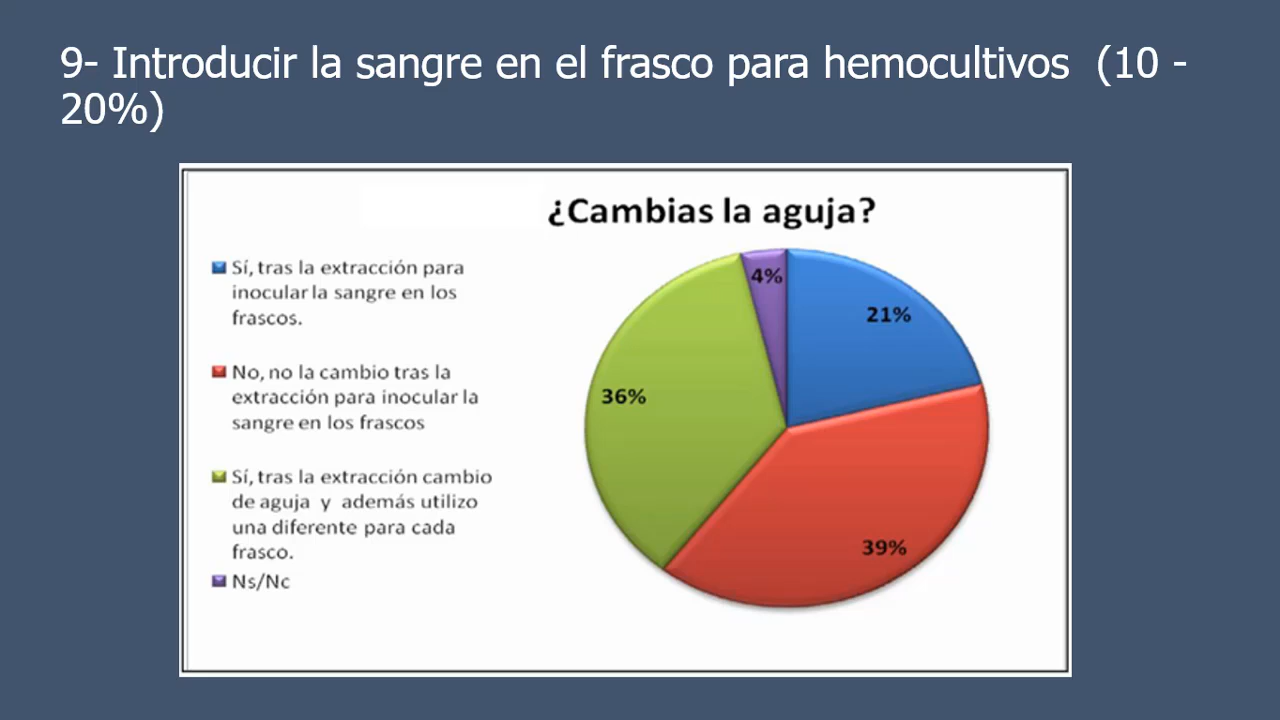 9- Introducir la sangre en el frasco para hemocultivos (10 -
20%)
¿Cambias la aguja?
Sí, tras la extracción para
inocular la sangre en los
frascos.
No, no la cambio tras la
extracción para inocular la
sangre en los frascos
Sí, tras la extracción cambio
de aguja y además utilizo
una diferente para cada
frasco.
Ns/Nc
4%
21%
36%
39%